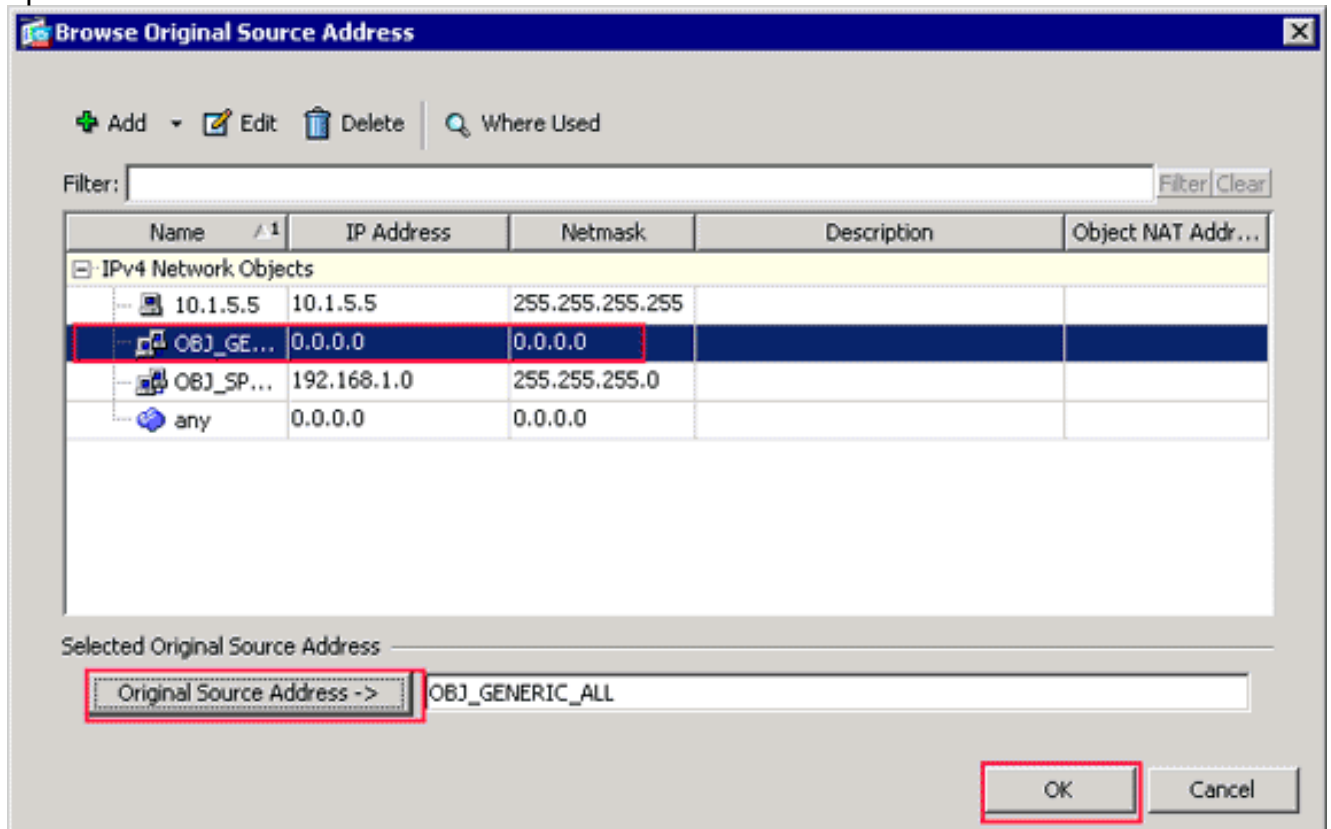 Browse Original Source Address
Add Edit Delete Where Used
Filter: Filter Clear
Name 1 IP Address Netmask Description Object NAT Addr...
IPv4 Network Objects
10.1.5.5 10.1.5.5 255.255.255.255
OBJ_GE... 0.0.0.0 0.0.0.0
OBJ_SP... 192.168.1.0 255.255.255.0
any 0.0.0.0 0.0.0.0
Selected Original Source Address
Original Source Address -> OBJ_GENERIC_ALL
OK Cancel